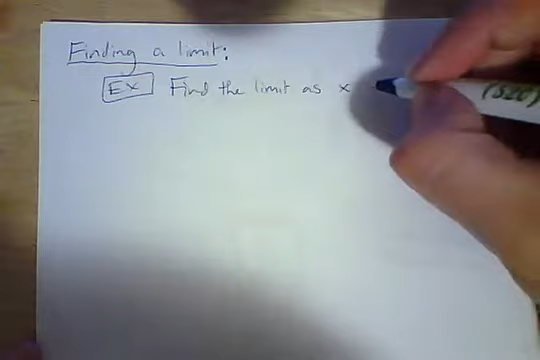 Finding a limit:
Ex Find the limit as x